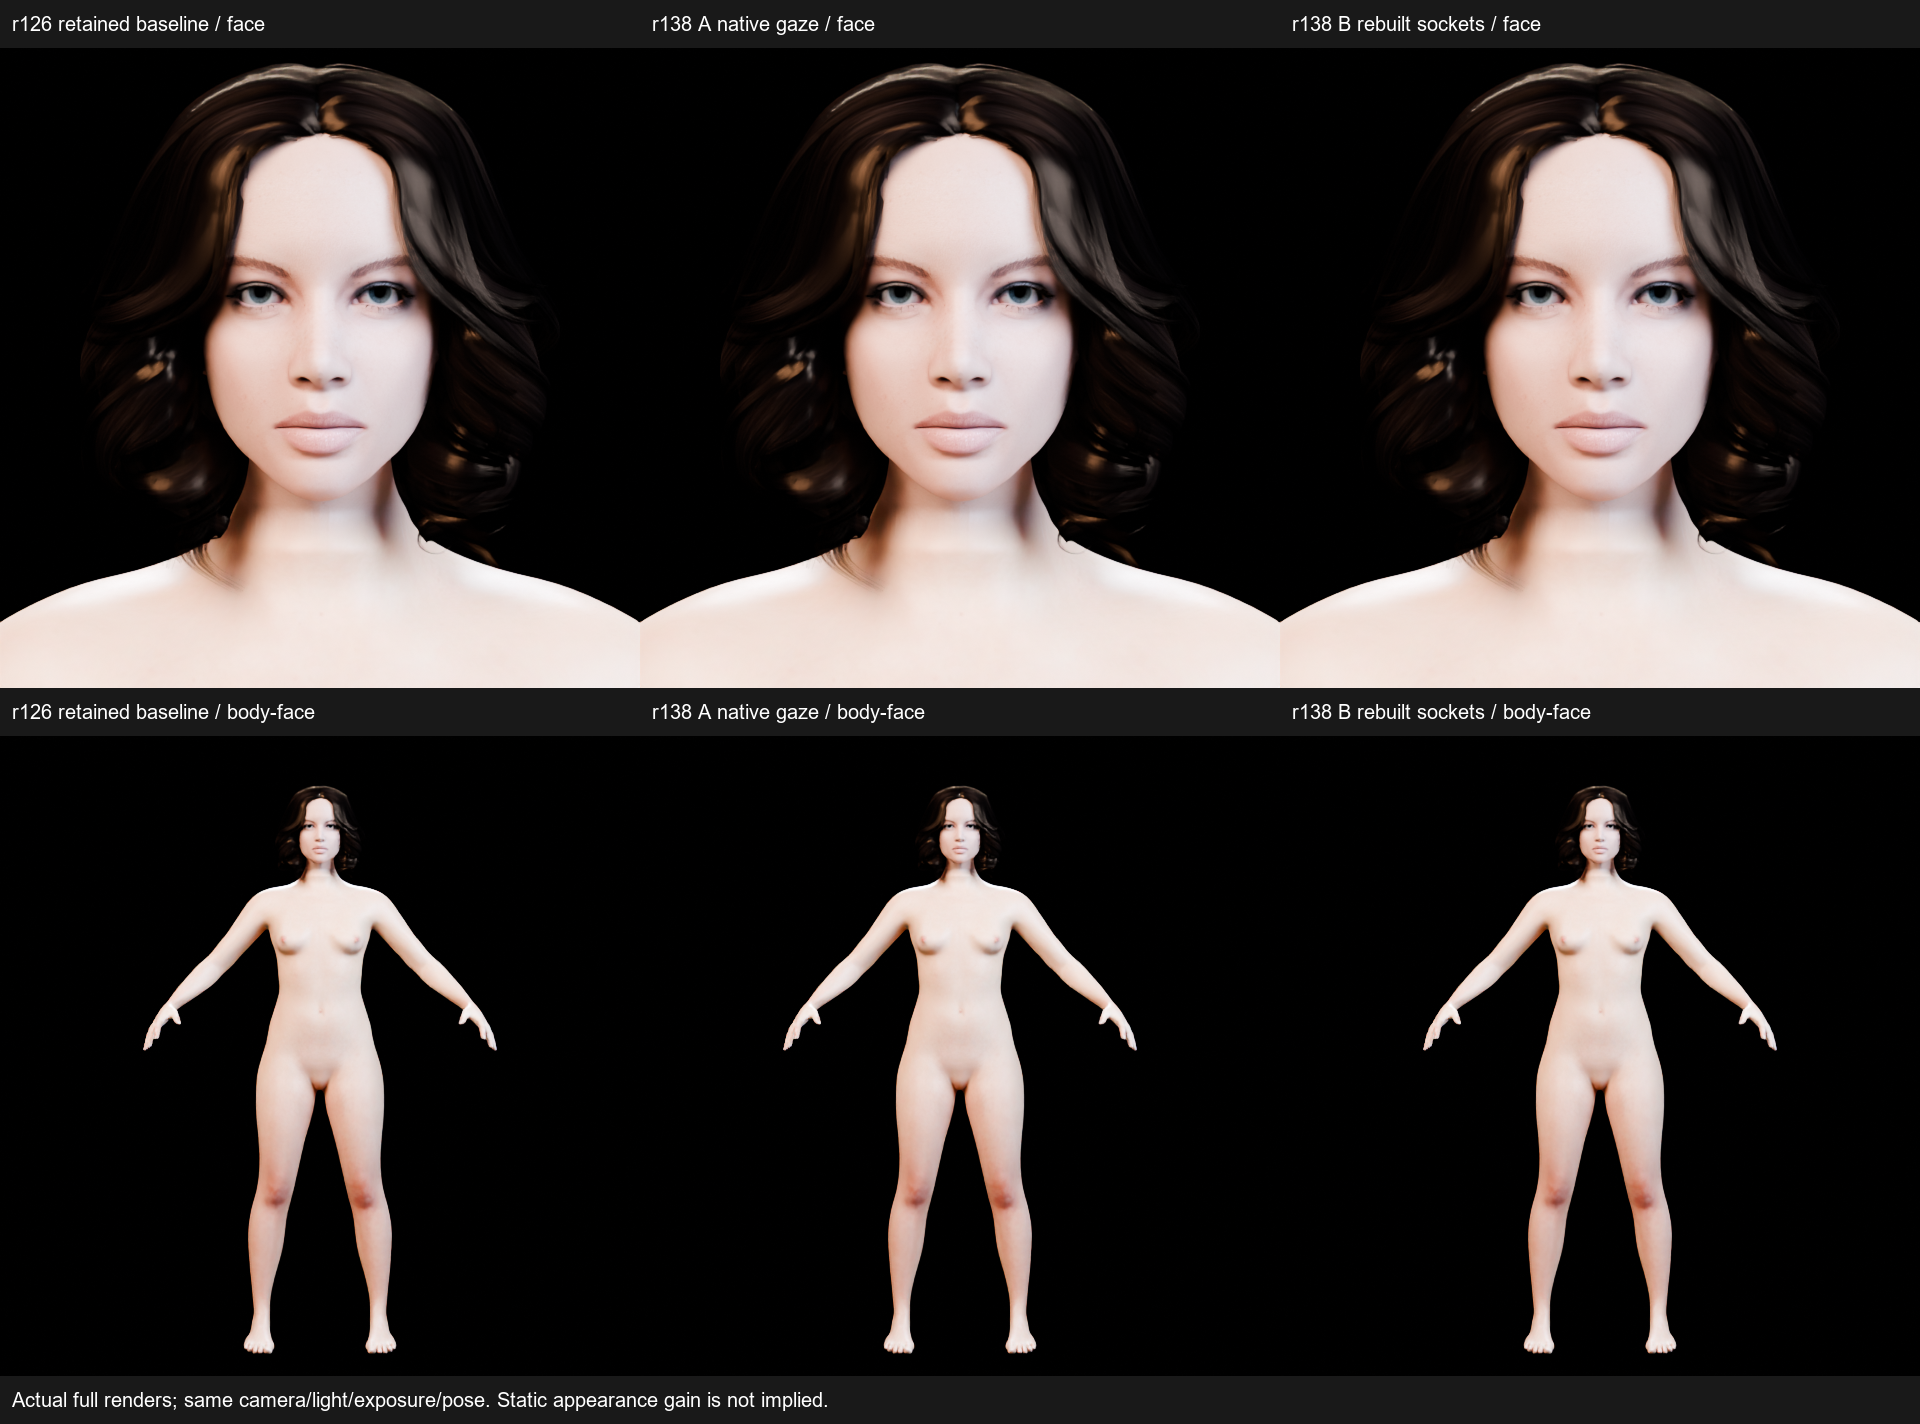 r126 retained baseline / face
r138 A native gaze / face
r138 B rebuilt sockets / face
r126 retained baseline / body-face
r138 A native gaze / body-face
r138 B rebuilt sockets / body-face
Actual full renders; same camera/light/exposure/pose. Static appearance gain is not implied.